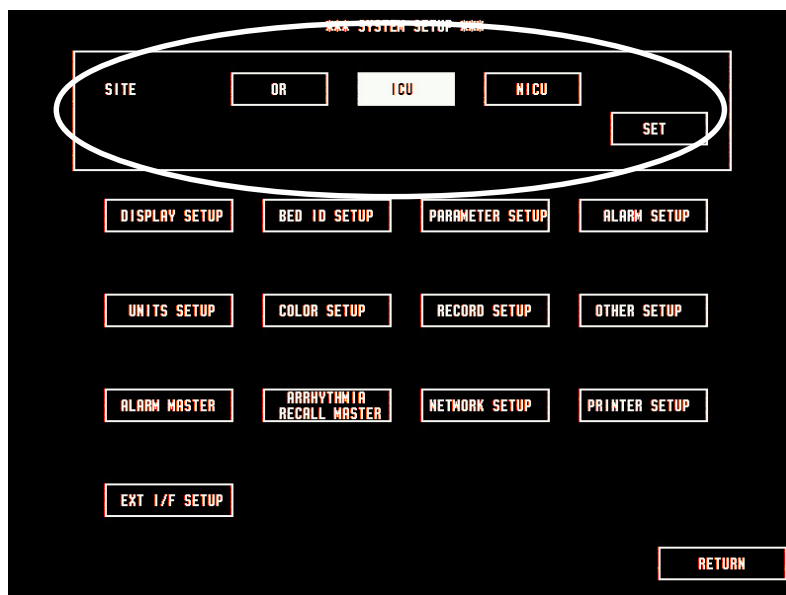 *** SYSTEM SETUP ***
SITE OR ICU NICU
SET
DISPLAY SETUP BED ID SETUP PARAMETER SETUP ALARM SETUP
UNITS SETUP COLOR SETUP RECORD SETUP OTHER SETUP
ALARM MASTER ARRHYTHMIA RECALL MASTER NETWORK SETUP PRINTER SETUP
EXT I/F SETUP
RETURN